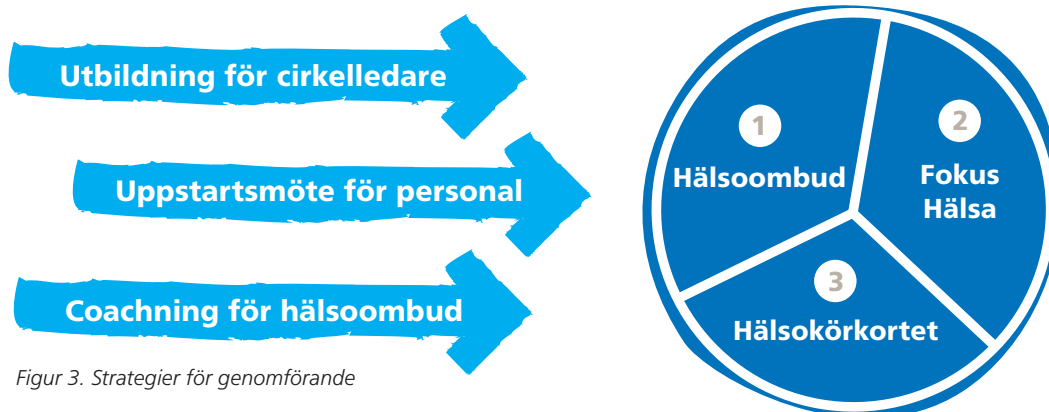 Utbildning för cirkelledare
Uppstartsmöte för personal
Coachning för hälsoombud
Figur 3. Strategier för genomförande
1
Hälsoombud
2
Fokus
Hälsa
3
Hälsokörkortet